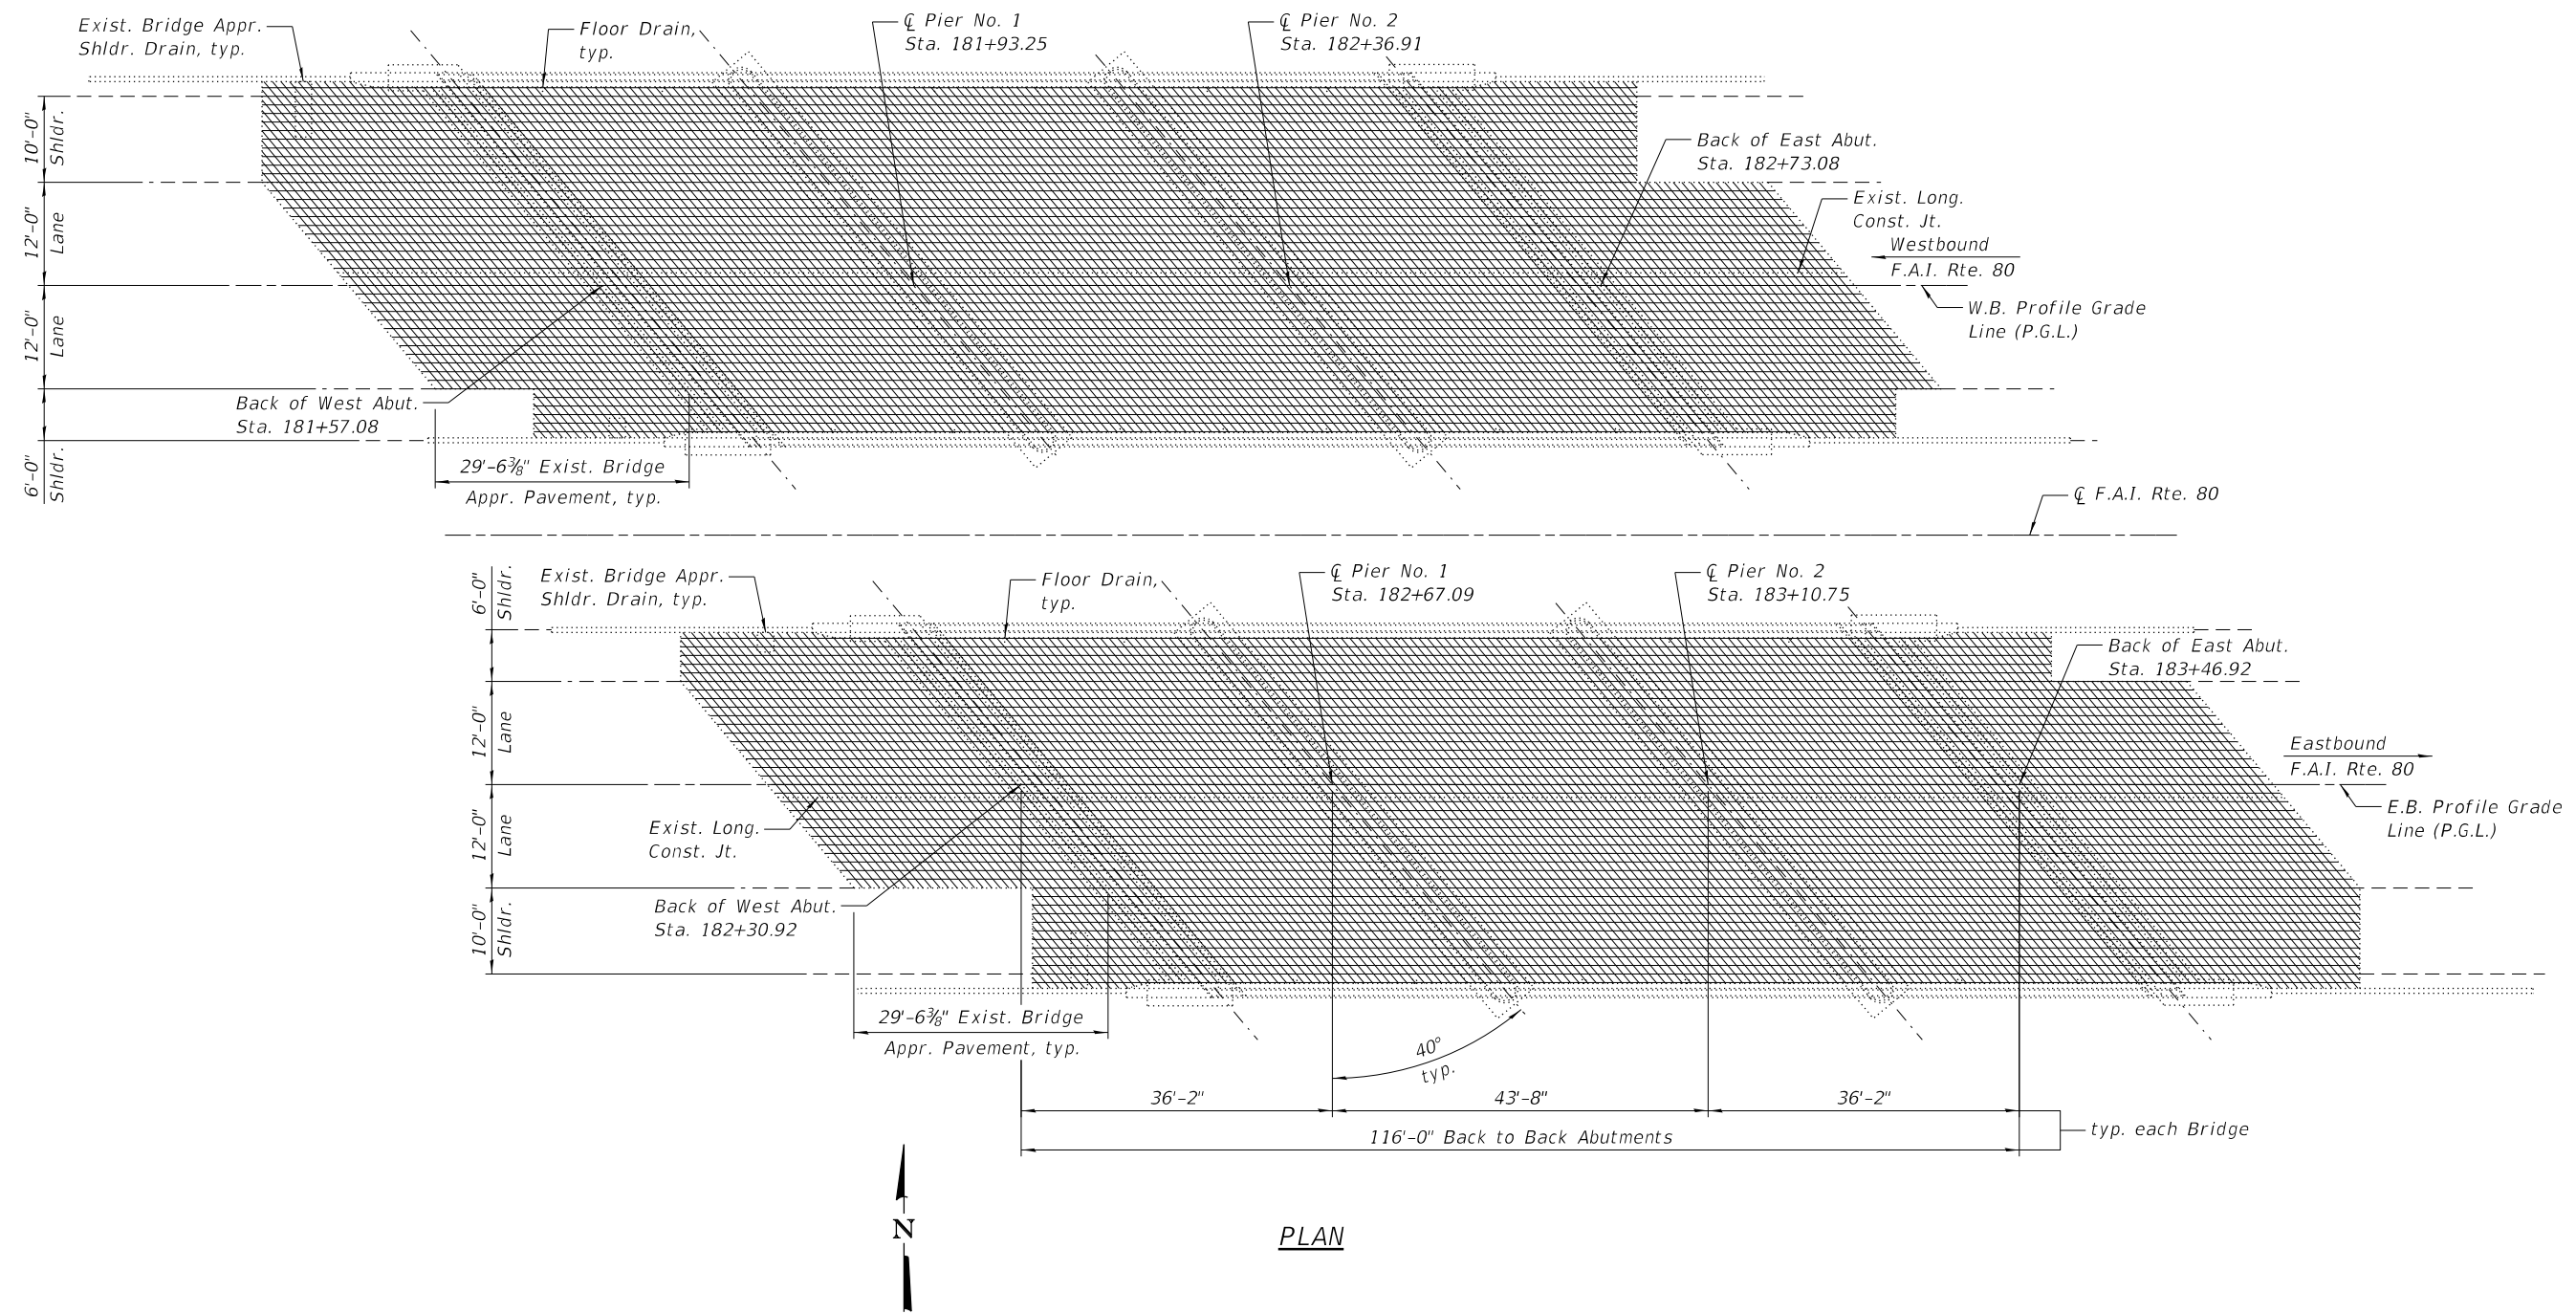 Exist. Bridge Appr.
Shldr. Drain, typ.
Floor Drain,
typ.
℄ Pier No. 1
Sta. 181+93.25
℄ Pier No. 2
Sta. 182+36.91
10'-0"
Shldr.
12'-0"
Lane
12'-0"
Lane
6'-0"
Shldr.
Back of East Abut.
Sta. 182+73.08
Exist. Long.
Const. Jt.
Westbound
F.A.I. Rte. 80
W.B. Profile Grade
Line (P.G.L.)
Back of West Abut.
Sta. 181+57.08
29'-6⅜" Exist. Bridge
Appr. Pavement, typ.
℄ F.A.I. Rte. 80
6'-0"
Shldr.
12'-0"
Lane
12'-0"
Lane
10'-0"
Shldr.
Exist. Bridge Appr.
Shldr. Drain, typ.
Floor Drain,
typ.
℄ Pier No. 1
Sta. 182+67.09
℄ Pier No. 2
Sta. 183+10.75
Back of East Abut.
Sta. 183+46.92
Eastbound
F.A.I. Rte. 80
E.B. Profile Grade
Line (P.G.L.)
Exist. Long.
Const. Jt.
Back of West Abut.
Sta. 182+30.92
29'-6⅜" Exist. Bridge
Appr. Pavement, typ.
40°
typ.
36'-2"
43'-8"
36'-2"
116'-0" Back to Back Abutments
typ. each Bridge
N
PLAN